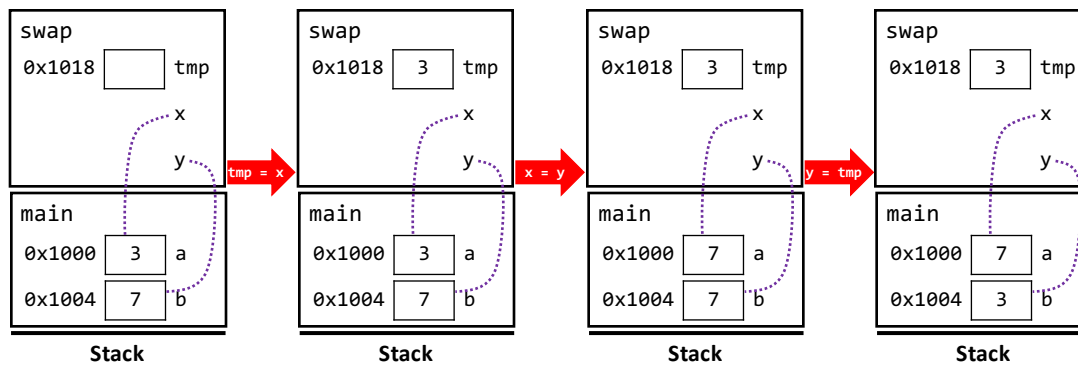 swap
0x1018 tmp
x
y
main
0x1000 3 a
0x1004 7 b
Stack
tmp = x
swap
0x1018 3 tmp
x
y
main
0x1000 3 a
0x1004 7 b
Stack
x = y
swap
0x1018 3 tmp
x
y
main
0x1000 7 a
0x1004 7 b
Stack
y = tmp
swap
0x1018 3 tmp
x
y
main
0x1000 7 a
0x1004 3 b
Stack